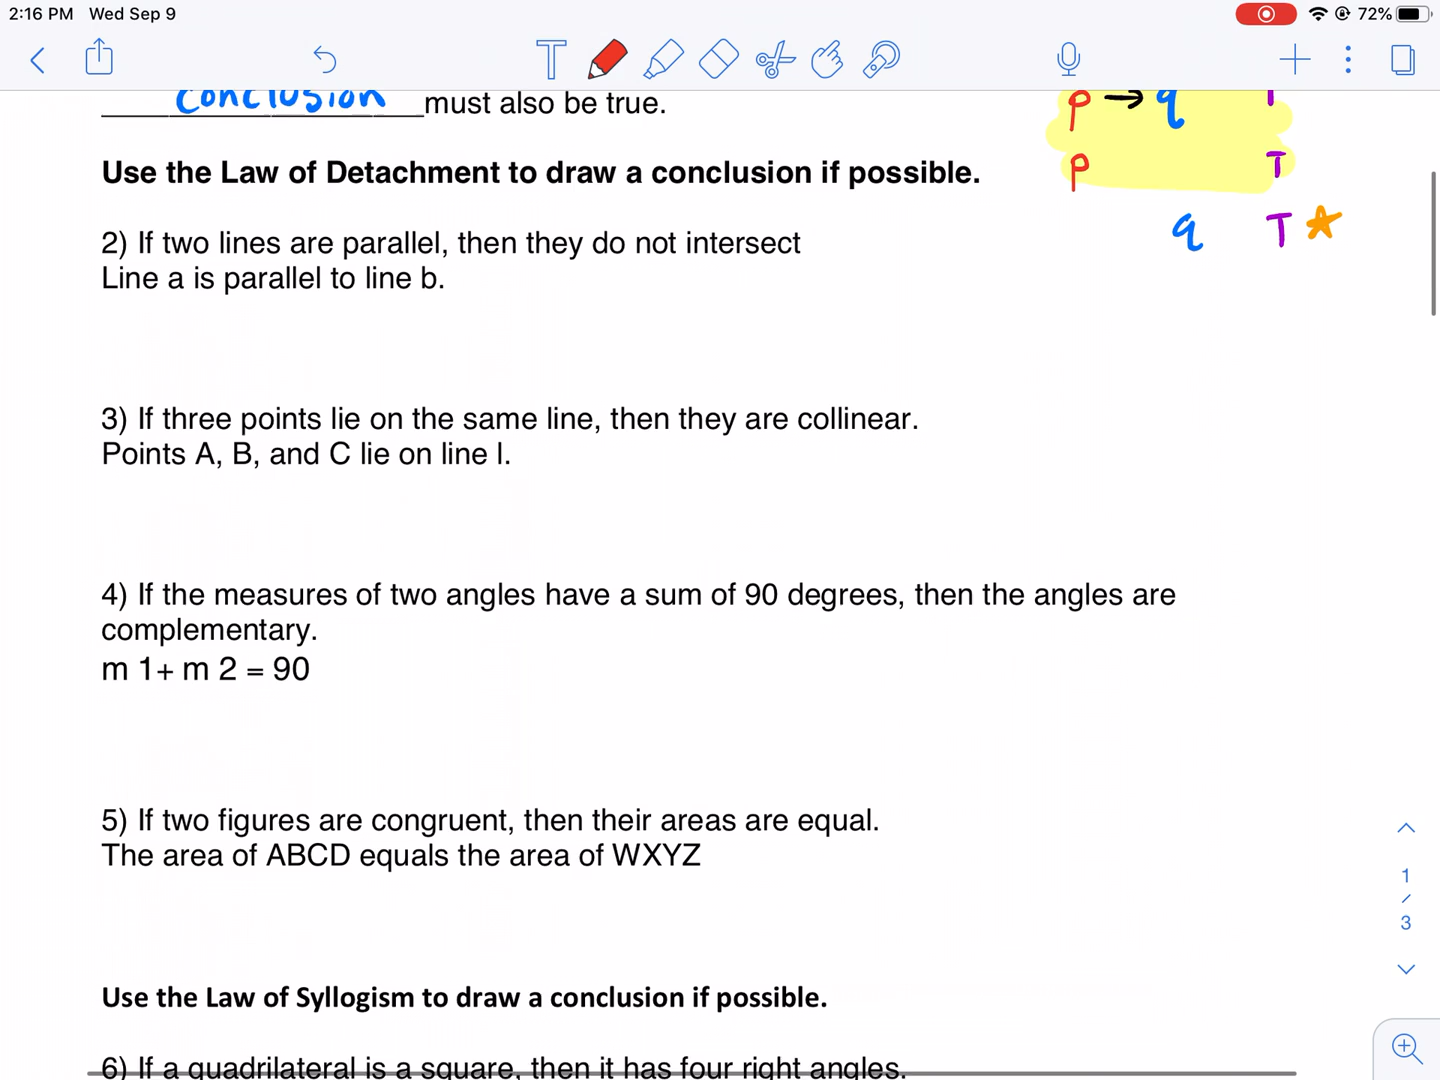 2:16 PM Wed Sep 9
72%
conclusion must also be true.
p → q T
Use the Law of Detachment to draw a conclusion if possible.
p T
q T
2) If two lines are parallel, then they do not intersect
Line a is parallel to line b.
3) If three points lie on the same line, then they are collinear.
Points A, B, and C lie on line l.
4) If the measures of two angles have a sum of 90 degrees, then the angles are
complementary.
m 1+ m 2 = 90
5) If two figures are congruent, then their areas are equal.
The area of ABCD equals the area of WXYZ
1
/
3
Use the Law of Syllogism to draw a conclusion if possible.
6) If a quadrilateral is a square, then it has four right angles.